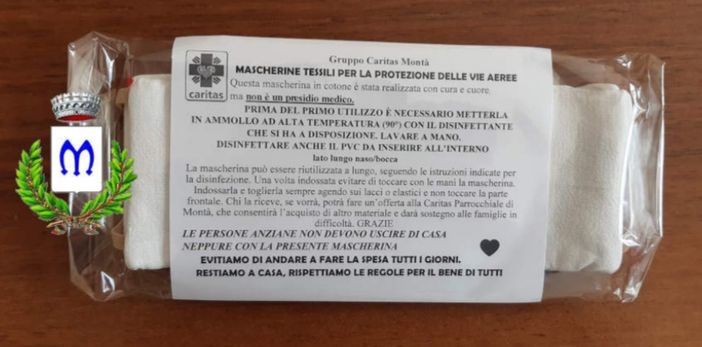 Gruppo Caritas Montà
MASCHERINE TESSILI PER LA PROTEZIONE DELLE VIE AEREE
caritas
Questa mascherina in cotone è stata realizzata con cura e cuore,
ma non è un presidio medico.
PRIMA DEL PRIMO UTILIZZO È NECESSARIO METTERLA
IN AMMOLLO AD ALTA TEMPERATURA (90°) CON IL DISINFETTANTE
CHE SI HA A DISPOSIZIONE. LAVARE A MANO.
DISINFETTARE ANCHE IL PVC DA INSERIRE ALL'INTERNO
lato lungo naso/bocca
La mascherina può essere riutilizzata a lungo, seguendo le istruzioni indicate per
la disinfezione. Una volta indossata evitare di toccare con le mani la mascherina.
Indossarla e toglierla sempre agendo sui lacci o elastici e non toccare la parte
frontale. Chi la riceve, se vorrà, potrà fare un'offerta alla Caritas Parrocchiale di
Montà, che consentirà l'acquisto di altro materiale e darà sostegno alle famiglie in
difficoltà. GRAZIE
LE PERSONE ANZIANE NON DEVONO USCIRE DI CASA
NEPPURE CON LA PRESENTE MASCHERINA
EVITIAMO DI ANDARE A FARE LA SPESA TUTTI I GIORNI.
RESTIAMO A CASA, RISPETTIAMO LE REGOLE PER IL BENE DI TUTTI
M